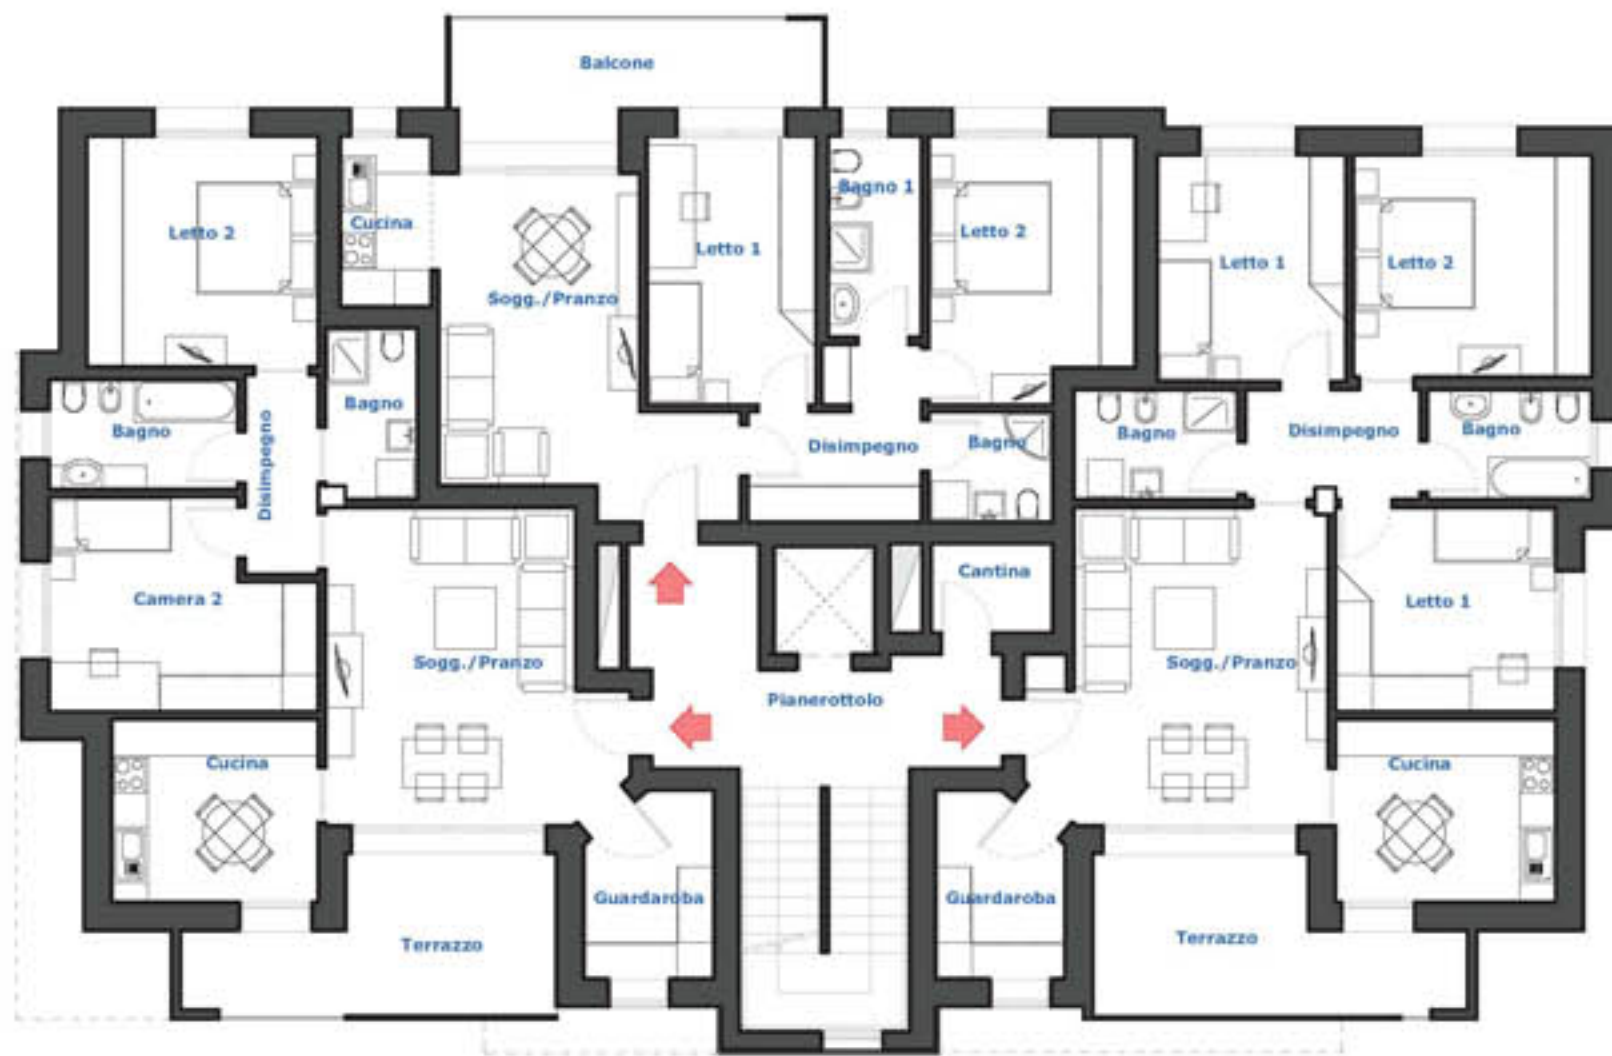 Balcone
Letto 2
Cucina
Sogg./Pranzo
Letto 1
Bagno 1
Letto 2
Letto 1
Letto 2
Bagno
Disimpegno
Bagno
Disimpegno
Bagno
Bagno
Disimpegno
Bagno
Camera 2
Sogg./Pranzo
Cantina
Sogg./Pranzo
Letto 1
Pianerottolo
Cucina
Cucina
Guardaroba
Guardaroba
Terrazzo
Terrazzo